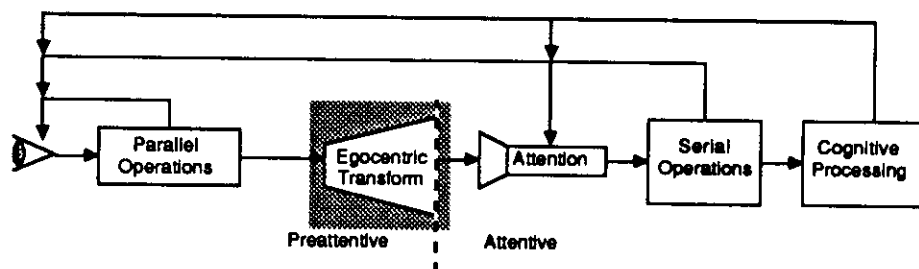 Parallel
Operations
Egocentric
Transform
Attention
Serial
Operations
Cognitive
Processing
Preattentive
Attentive